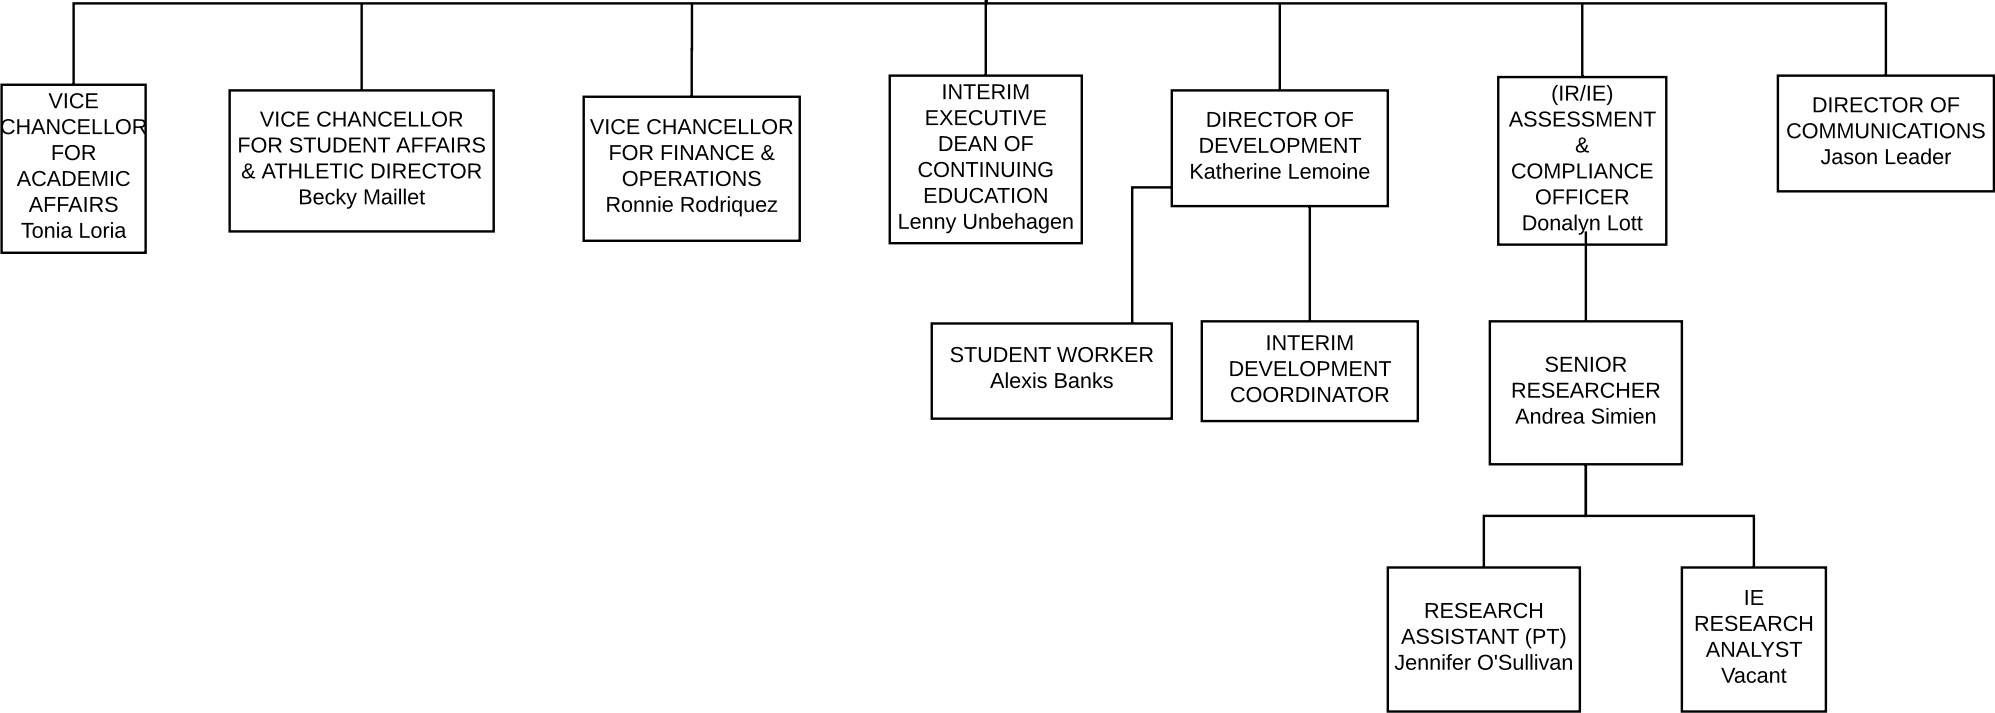 VICE
CHANCELLOR
FOR
ACADEMIC
AFFAIRS
Tonia Loria
VICE CHANCELLOR
FOR STUDENT AFFAIRS
& ATHLETIC DIRECTOR
Becky Maillet
VICE CHANCELLOR
FOR FINANCE &
OPERATIONS
Ronnie Rodriquez
INTERIM
EXECUTIVE
DEAN OF
CONTINUING
EDUCATION
Lenny Unbehagen
DIRECTOR OF
DEVELOPMENT
Katherine Lemoine
(IR/IE)
ASSESSMENT
&
COMPLIANCE
OFFICER
Donalyn Lott
DIRECTOR OF
COMMUNICATIONS
Jason Leader
STUDENT WORKER
Alexis Banks
INTERIM
DEVELOPMENT
COORDINATOR
SENIOR
RESEARCHER
Andrea Simien
RESEARCH
ASSISTANT (PT)
Jennifer O'Sullivan
IE
RESEARCH
ANALYST
Vacant